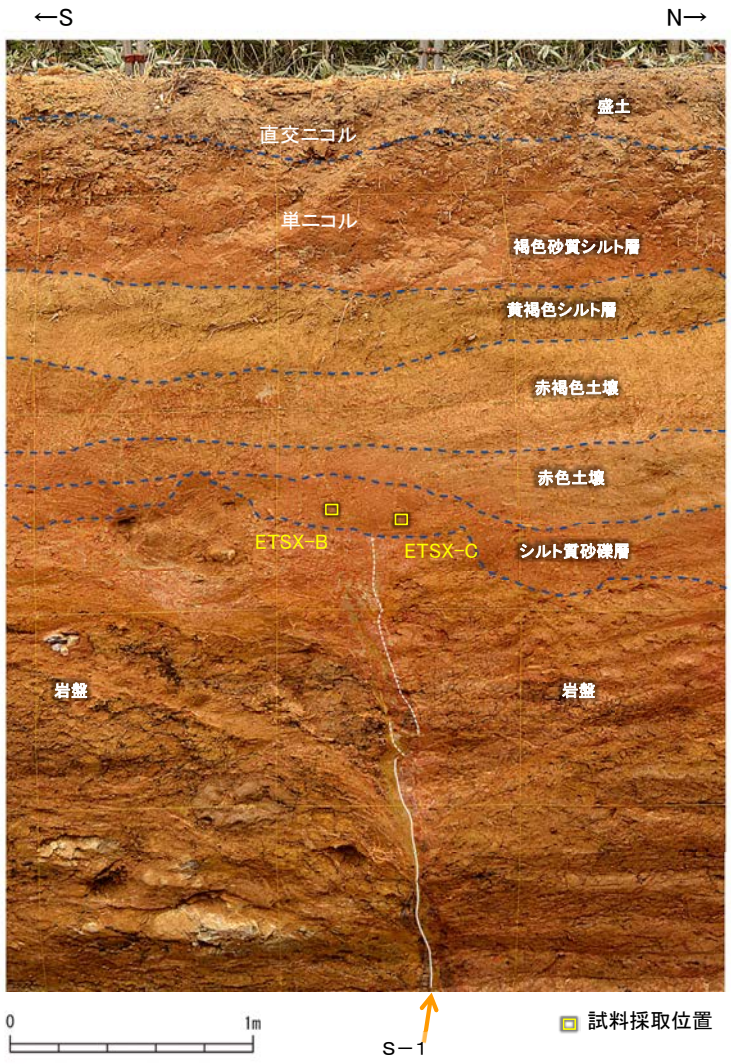 ←S
N→
盛土
直交ニコル
単ニコル
褐色砂質シルト層
黄褐色シルト層
赤褐色土壌
赤色土壌
ETSX-B
ETSX-C
シルト質砂礫層
岩盤
岩盤
0
1m
試料採取位置
S-1